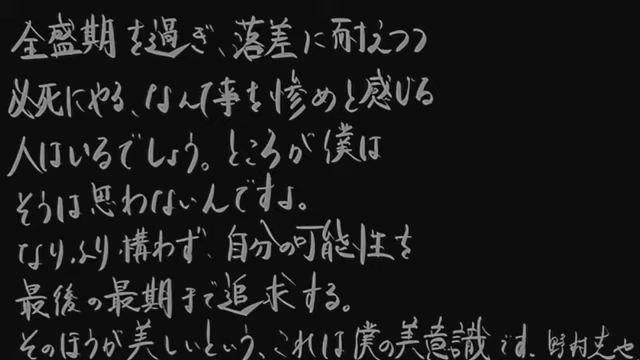 全盛期を過ぎ、落差に耐えつつ
必死にやる、なんて事を惨めと感じる
人はいるでしょう。ところが僕は
そうは思わないんですよ。
なりふり構わず、自分の可能性を
最後の最期まで追求する。
そのほうが美しいという、これは僕の美意識です。野村克也